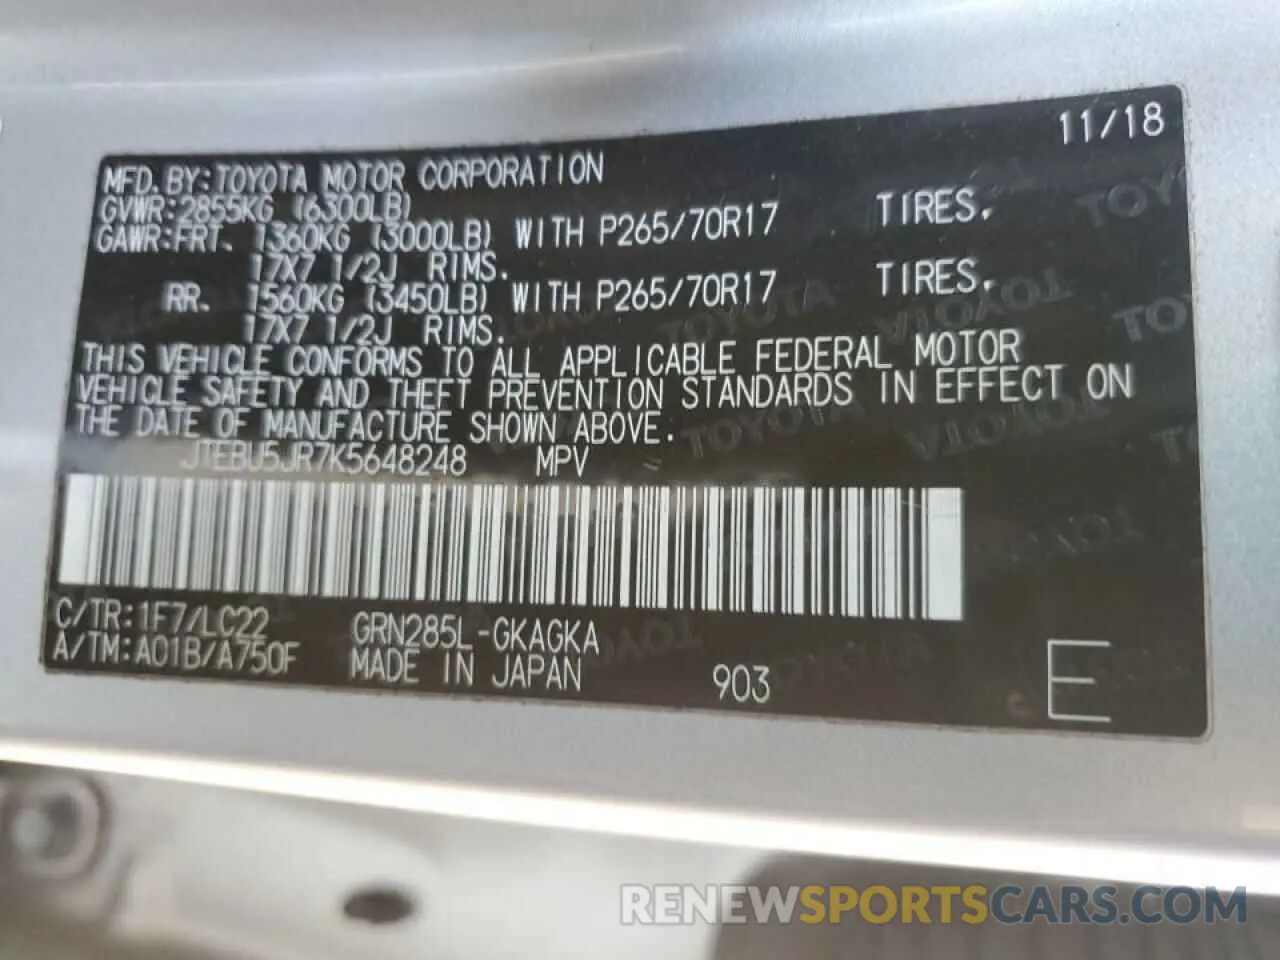 11/18
MFD. BY:TOYOTA MOTOR CORPORATION
GVWR:2855KG (6300LB)
GAWR:FRT. 1360KG (3000LB) WITH P265/70R17 TIRES.
17X7 1/2J RIMS.
RR. 1560KG (3450LB) WITH P265/70R17 TIRES.
17X7 1/2J RIMS.
THIS VEHICLE CONFORMS TO ALL APPLICABLE FEDERAL MOTOR
VEHICLE SAFETY AND THEFT PREVENTION STANDARDS IN EFFECT ON
THE DATE OF MANUFACTURE SHOWN ABOVE.
JTEBU5JR7K5648248 MPV
C/TR:1F7/LC22 GRN285L-GKAGKA
A/TM:A01B/A750F MADE IN JAPAN 903 E
RENEWSPORTSCARS.COM